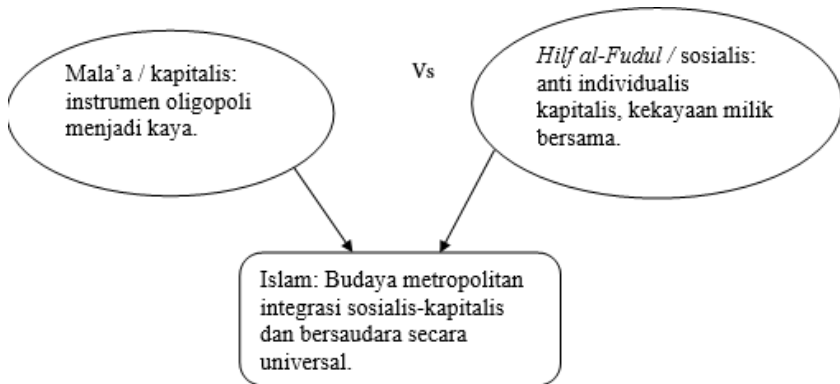 Mala’a / kapitalis:
instrumen oligopoli
menjadi kaya.
Vs
Hilf al-Fudul / sosialis:
anti individualis
kapitalis, kekayaan milik
bersama.
Islam: Budaya metropolitan
integrasi sosialis-kapitalis
dan bersaudara secara
universal.